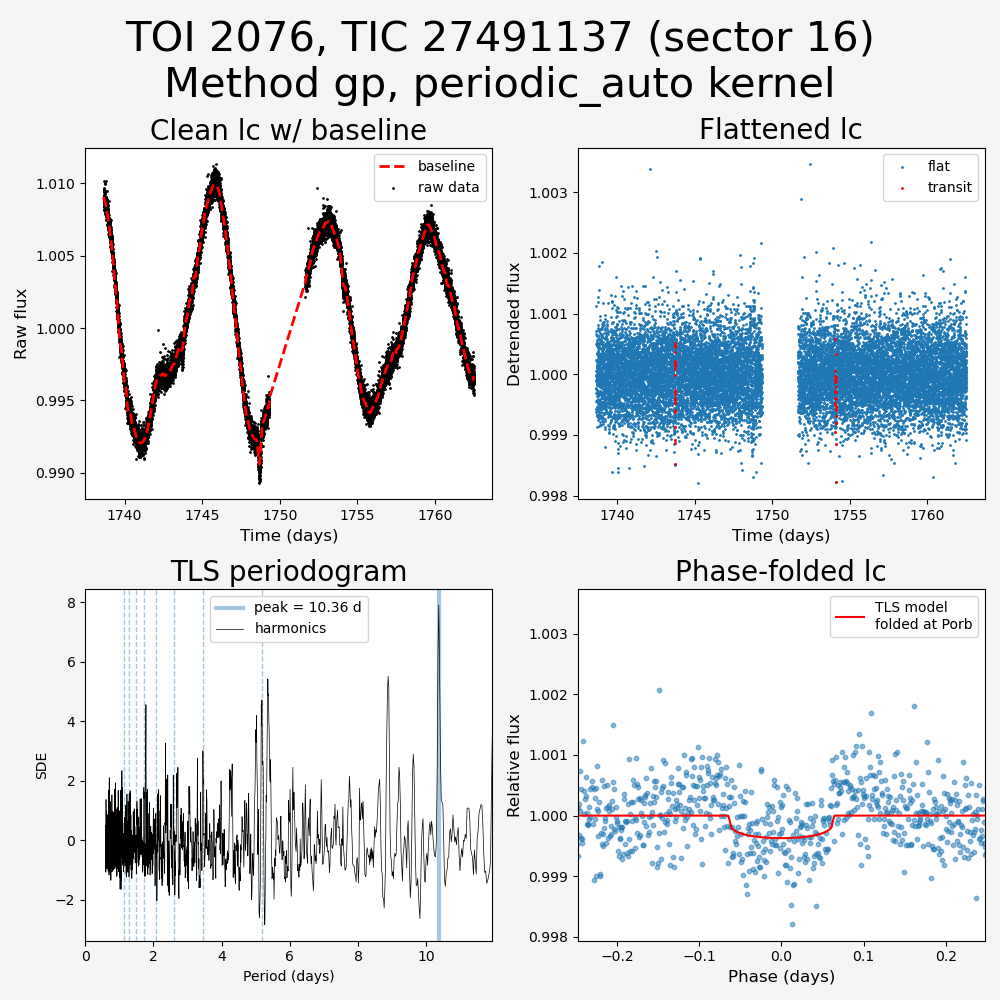 TOI 2076, TIC 27491137 (sector 16)
Method gp, periodic_auto kernel
Clean lc w/ baseline
baseline
raw data
1.010
1.005
1.000
0.995
0.990
Raw flux
1740 1745 1750 1755 1760
Time (days)
Flattened lc
flat
transit
1.003
1.002
1.001
1.000
0.999
0.998
Detrended flux
1740 1745 1750 1755 1760
Time (days)
TLS periodogram
peak = 10.36 d
harmonics
8
6
4
2
0
−2
SDE
0 2 4 6 8 10
Period (days)
Phase-folded lc
TLS model
folded at Porb
1.003
1.002
1.001
1.000
0.999
0.998
Relative flux
−0.2 −0.1 0.0 0.1 0.2
Phase (days)